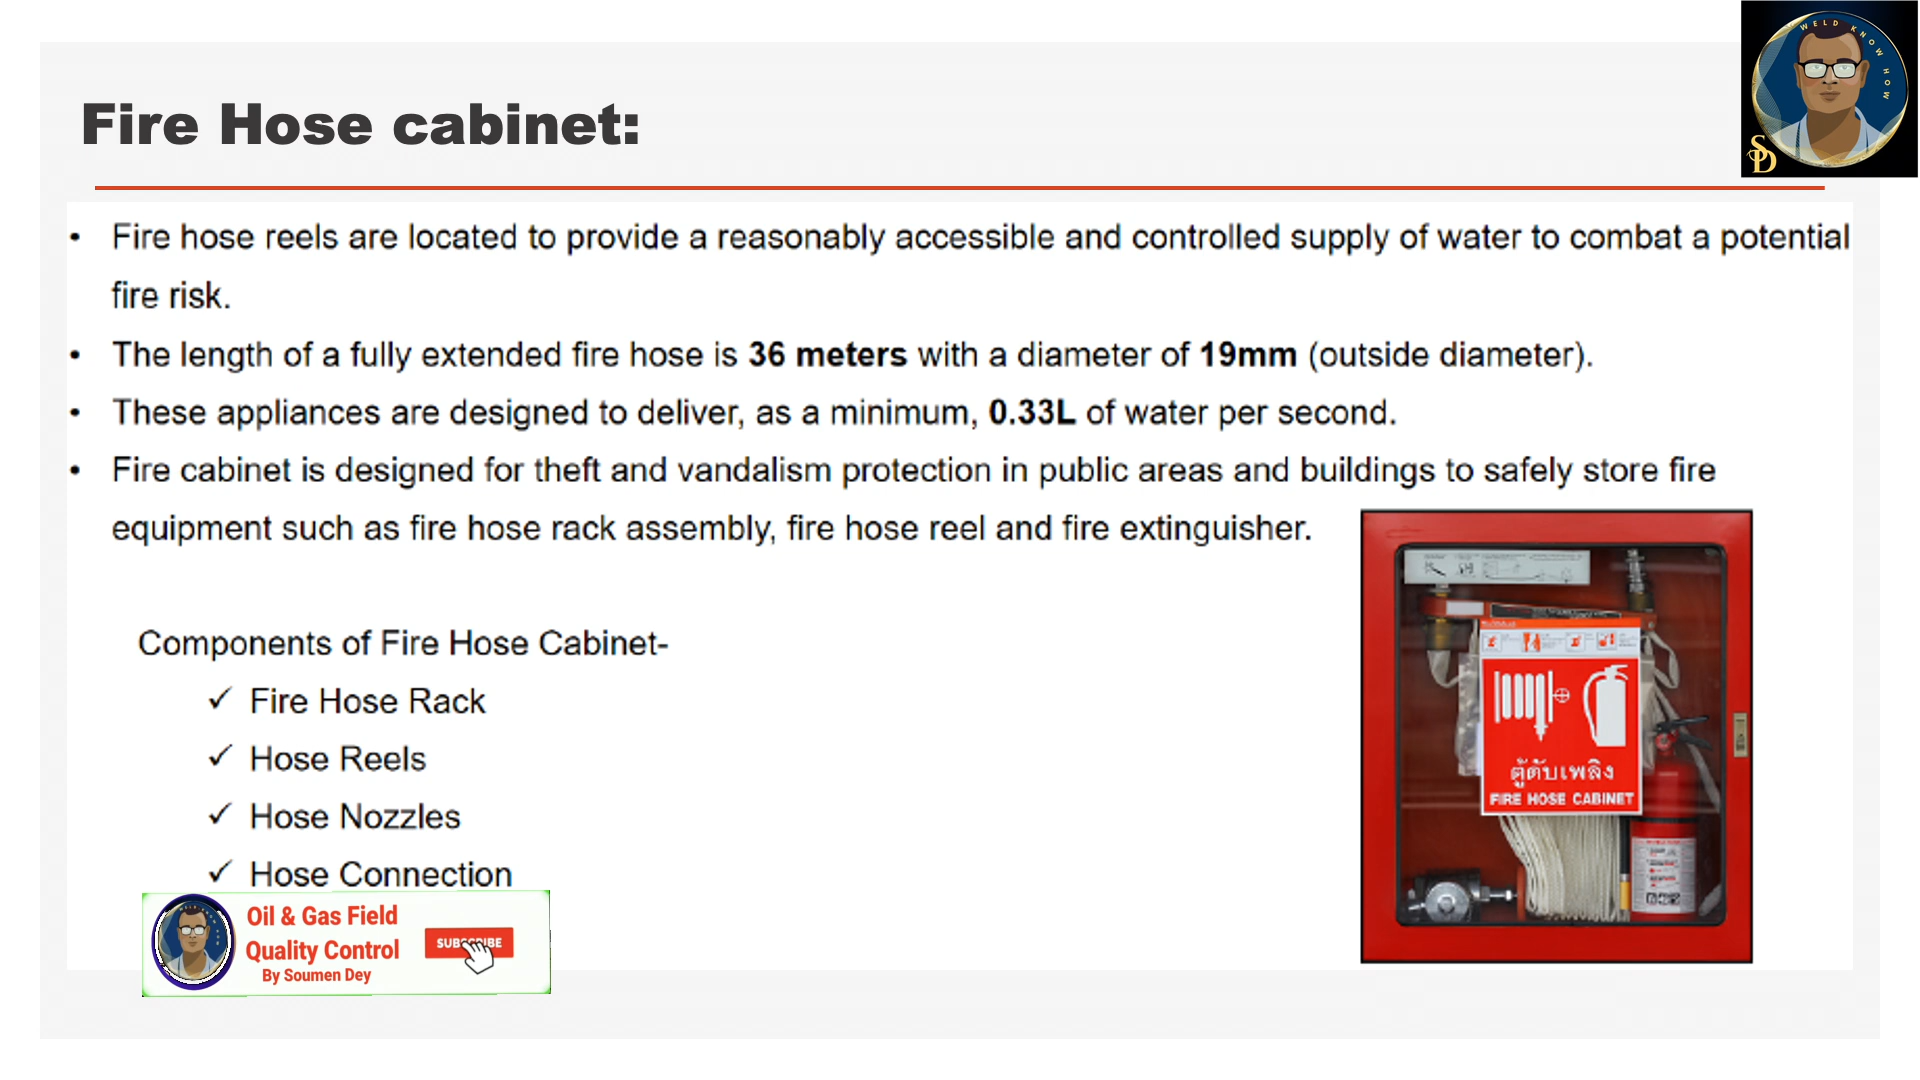 WELD KNOW HOW
SD
Fire Hose cabinet:
• Fire hose reels are located to provide a reasonably accessible and controlled supply of water to combat a potential
fire risk.
• The length of a fully extended fire hose is 36 meters with a diameter of 19mm (outside diameter).
• These appliances are designed to deliver, as a minimum, 0.33L of water per second.
• Fire cabinet is designed for theft and vandalism protection in public areas and buildings to safely store fire
equipment such as fire hose rack assembly, fire hose reel and fire extinguisher.
Components of Fire Hose Cabinet-
✓ Fire Hose Rack
✓ Hose Reels
✓ Hose Nozzles
✓ Hose Connection
ตู้ดับเพลิง
FIRE HOSE CABINET
Oil & Gas Field
Quality Control
By Soumen Dey
SUBSCRIBE